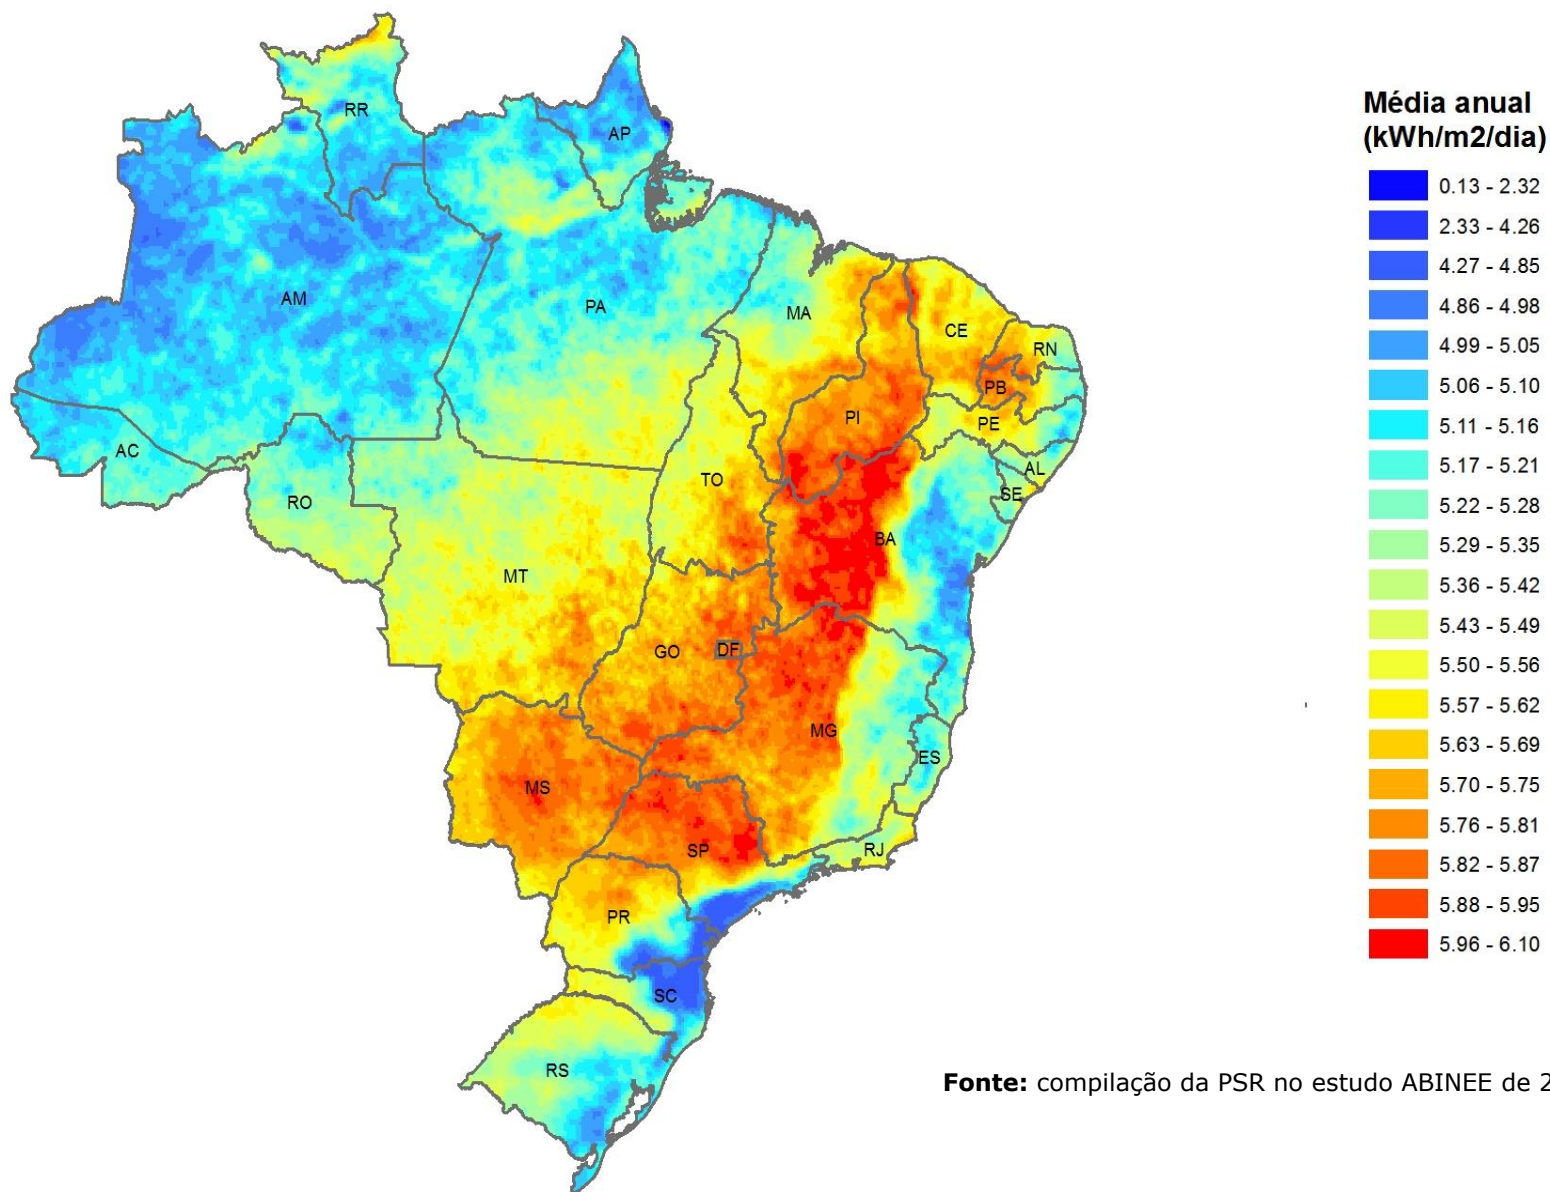 RR
AP
AM
PA
MA
CE
RN
PB
PI
PE
AC
AL
TO
SE
RO
BA
MT
GO
DF
MG
ES
MS
SP
RJ
PR
SC
RS
Média anual
(kWh/m2/dia)
0.13 - 2.32
2.33 - 4.26
4.27 - 4.85
4.86 - 4.98
4.99 - 5.05
5.06 - 5.10
5.11 - 5.16
5.17 - 5.21
5.22 - 5.28
5.29 - 5.35
5.36 - 5.42
5.43 - 5.49
5.50 - 5.56
5.57 - 5.62
5.63 - 5.69
5.70 - 5.75
5.76 - 5.81
5.82 - 5.87
5.88 - 5.95
5.96 - 6.10
Fonte: compilação da PSR no estudo ABINEE de 2